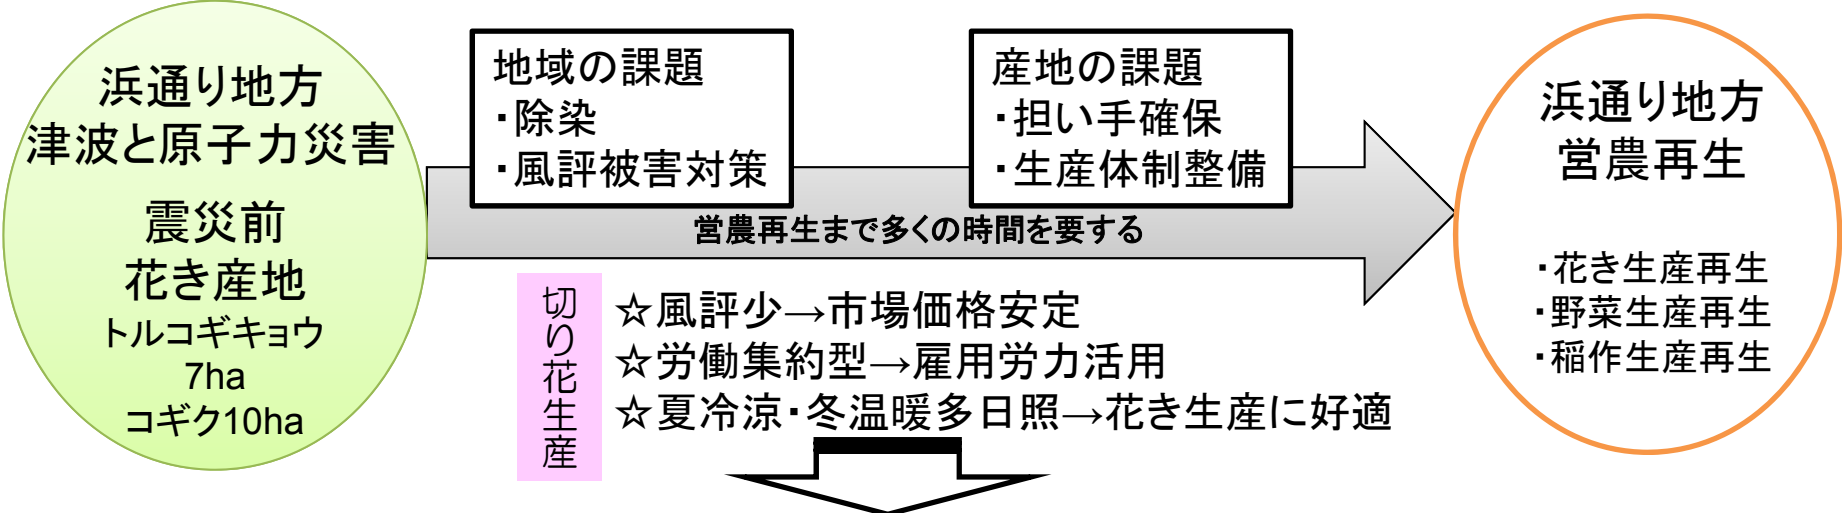 浜通り地方
津波と原子力災害
震災前
花き産地
トルコギキョウ
7ha
コギク10ha
地域の課題
・除染
・風評被害対策
産地の課題
・担い手確保
・生産体制整備
営農再生まで多くの時間を要する
切り花生産
☆風評少→市場価格安定
☆労働集約型→雇用労力活用
☆夏冷涼・冬温暖多日照→花き生産に好適
浜通り地方
営農再生
・花き生産再生
・野菜生産再生
・稲作生産再生